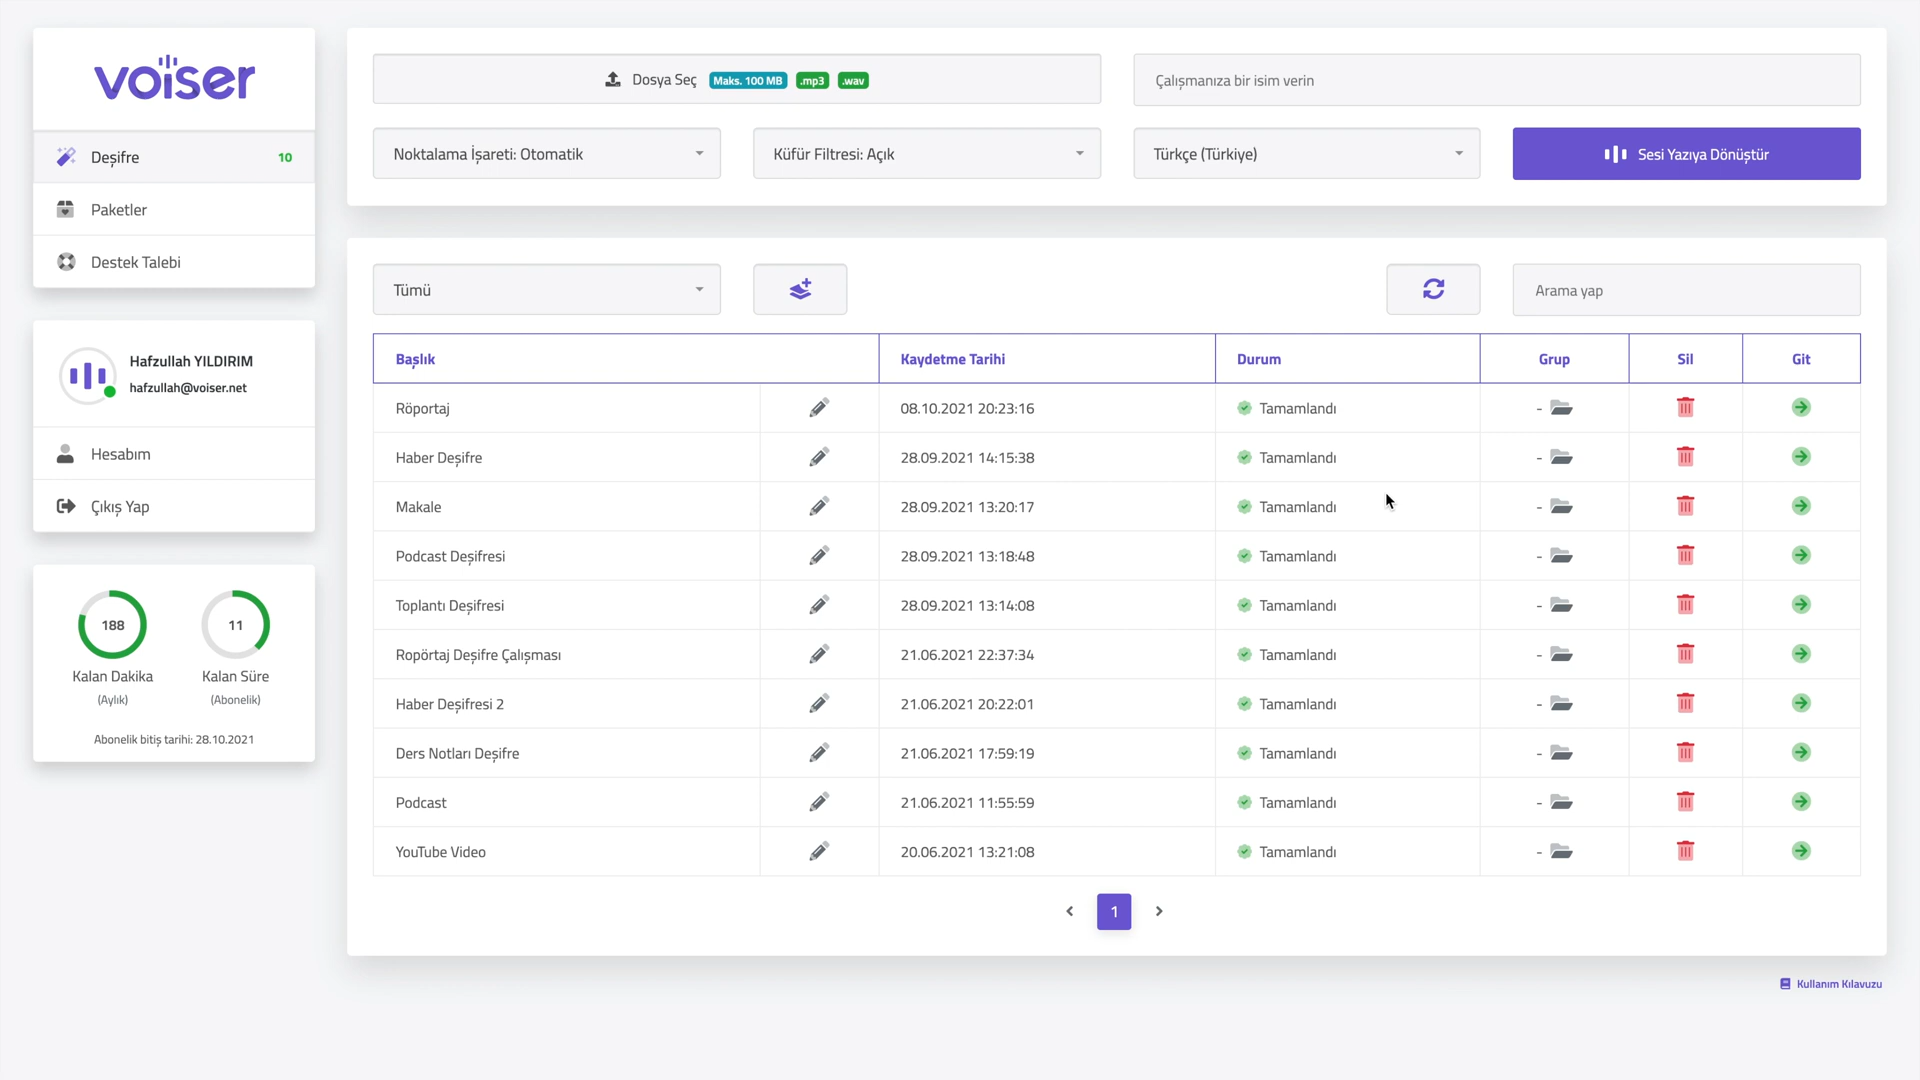 voiser
Deşifre 10
Paketler
Destek Talebi
Hafzullah YILDIRIM
hafzullah@voiser.net
Hesabım
Çıkış Yap
188 11
Kalan Dakika Kalan Süre
(Aylık) (Abonelik)
Abonelik bitiş tarihi: 28.10.2021
Dosya Seç Maks. 100 MB .mp3 .wav
Çalışmanıza bir isim verin
Noktalama İşareti: Otomatik
Küfür Filtresi: Açık
Türkçe (Türkiye)
Sesi Yazıya Dönüştür
Tümü
Arama yap
Başlık Kaydetme Tarihi Durum Grup Sil Git
Röportaj 08.10.2021 20:23:16 Tamamlandı -
Haber Deşifre 28.09.2021 14:15:38 Tamamlandı -
Makale 28.09.2021 13:20:17 Tamamlandı -
Podcast Deşifresi 28.09.2021 13:18:48 Tamamlandı -
Toplantı Deşifresi 28.09.2021 13:14:08 Tamamlandı -
Ropörtaj Deşifre Çalışması 21.06.2021 22:37:34 Tamamlandı -
Haber Deşifresi 2 21.06.2021 20:22:01 Tamamlandı -
Ders Notları Deşifre 21.06.2021 17:59:19 Tamamlandı -
Podcast 21.06.2021 11:55:59 Tamamlandı -
YouTube Video 20.06.2021 13:21:08 Tamamlandı -
1
Kullanım Kılavuzu